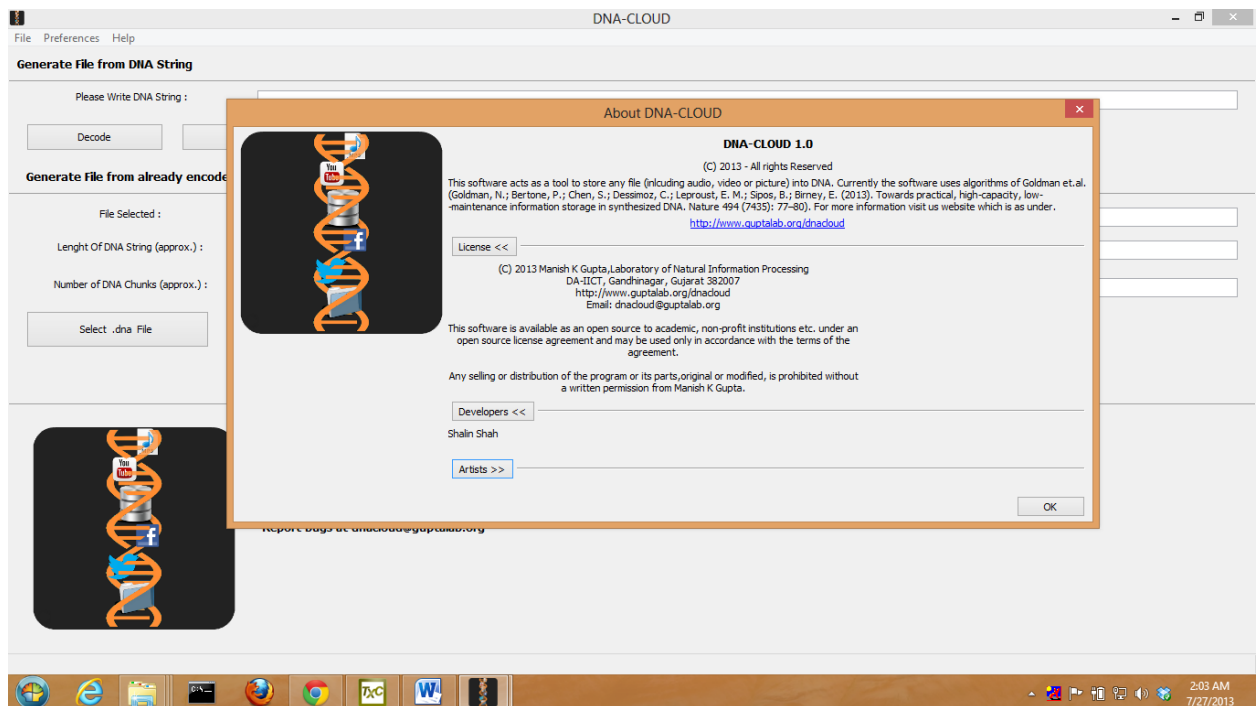 DNA-CLOUD
File Preferences Help
Generate File from DNA String
Please Write DNA String :
Decode
Generate File from already encode
File Selected :
Lenght Of DNA String (approx.) :
Number of DNA Chunks (approx.) :
Select .dna File
You
Tube
f
About DNA-CLOUD
You
Tube
f
DNA-CLOUD 1.0
(C) 2013 - All rights Reserved
This software acts as a tool to store any file (inlcuding audio, video or picture) into DNA. Currently the software uses algorithms of Goldman et.al.
(Goldman, N.; Bertone, P.; Chen, S.; Dessimoz, C.; Leproust, E. M.; Sipos, B.; Birney, E. (2013). Towards practical, high-capacity, low-
-maintenance information storage in synthesized DNA. Nature 494 (7435): 77–80). For more information visit us website which is as under.
http://www.guptalab.org/dnacloud
License <<
(C) 2013 Manish K Gupta,Laboratory of Natural Information Processing
DA-IICT, Gandhinagar, Gujarat 382007
http://www.guptalab.org/dnacloud
Email: dnacloud@guptalab.org
This software is available as an open source to academic, non-profit institutions etc. under an
open source license agreement and may be used only in accordance with the terms of the
agreement.
Any selling or distribution of the program or its parts,original or modified, is prohibited without
a written permission from Manish K Gupta.
Developers <<
Shalin Shah
Artists >>
OK
Report Bugs at dnacloud@guptalab.org
C:\_
TXC
W
2:03 AM
7/27/2013